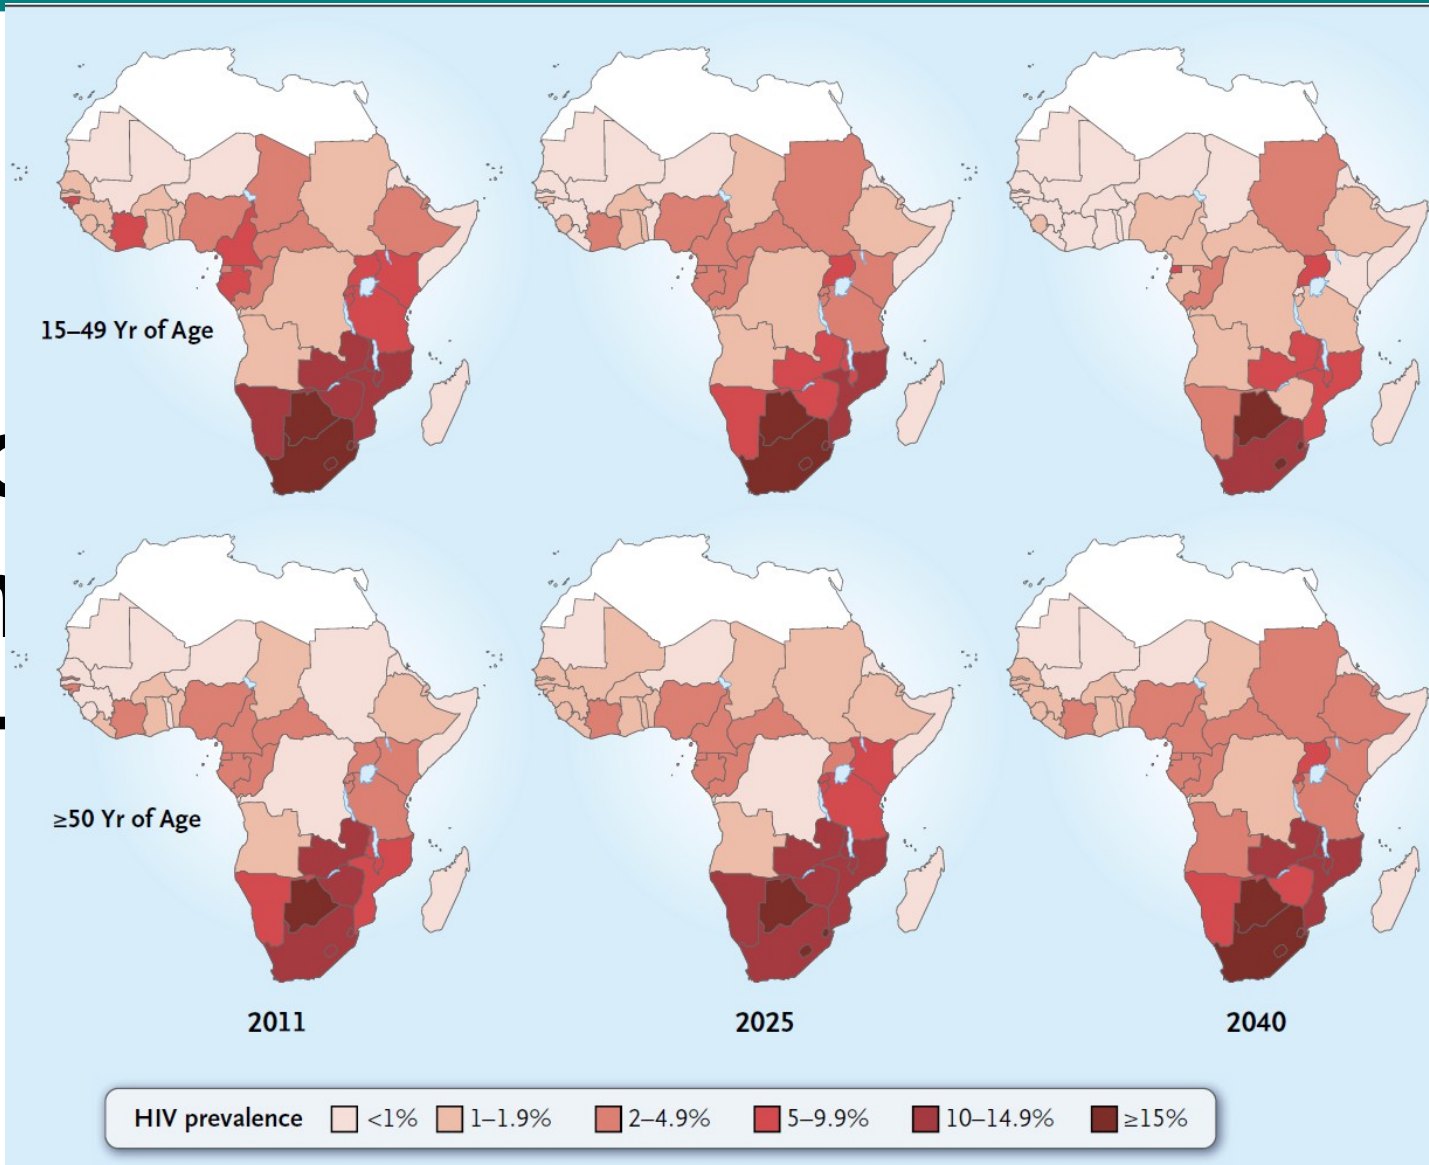 15–49 Yr of Age
≥50 Yr of Age
2011 2025 2040
HIV prevalence <1% 1–1.9% 2–4.9% 5–9.9% 10–14.9% ≥15%